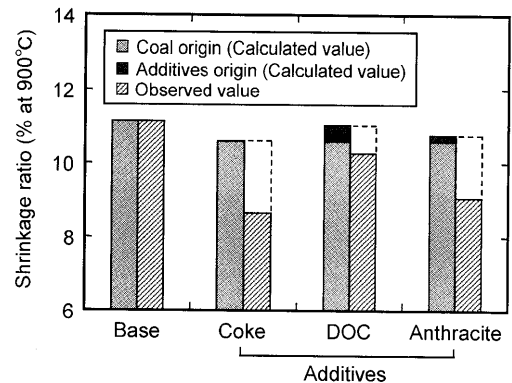 14
Coal origin (Calculated value)
Additives origin (Calculated value)
Observed value
12
10
8
6
Shrinkage ratio (% at 900°C)
Base
Coke
DOC
Anthracite
Additives